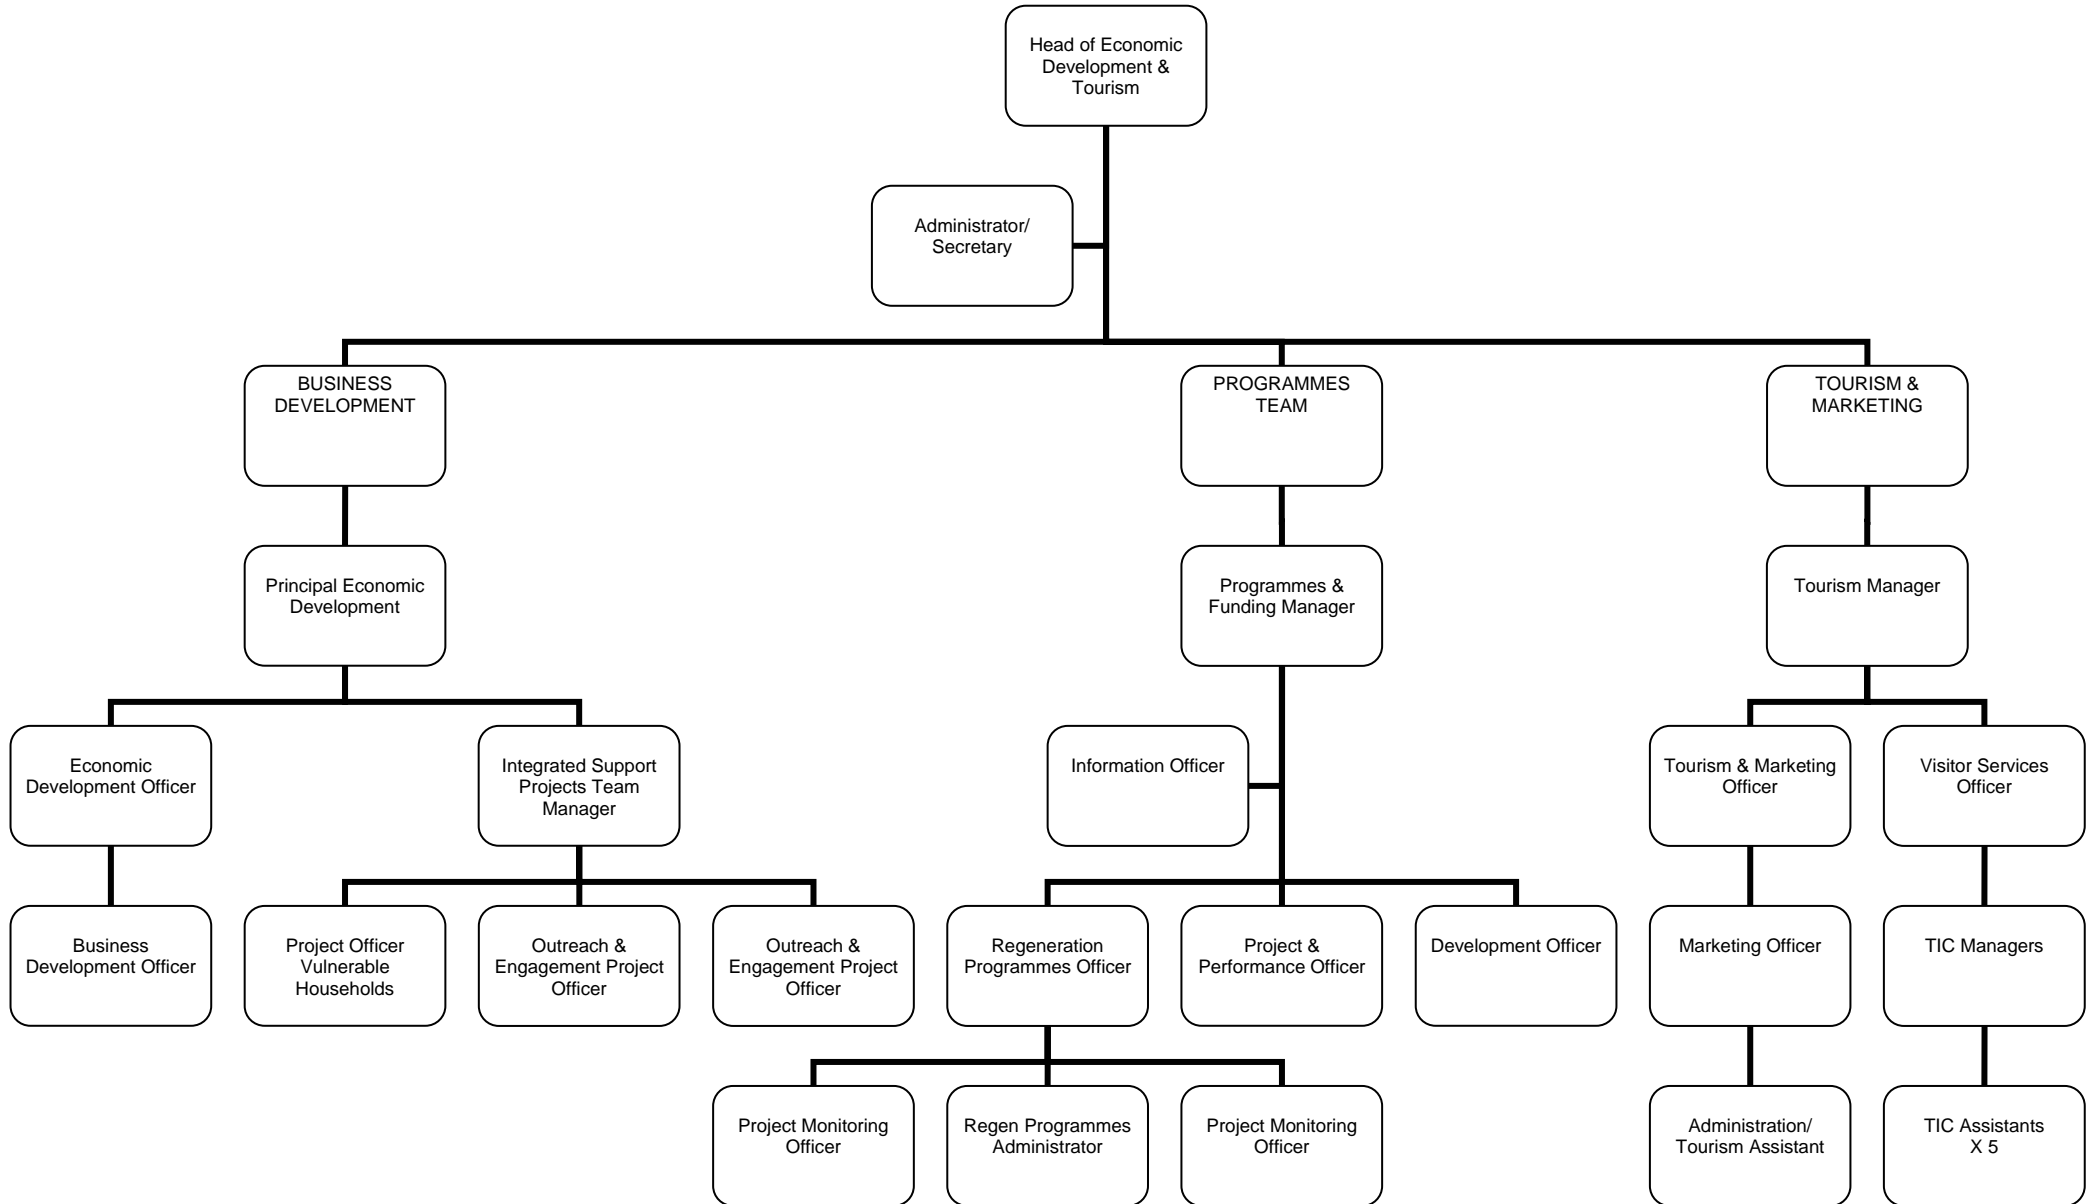 Head of Economic
Development &
Tourism
Administrator/
Secretary
BUSINESS
DEVELOPMENT
PROGRAMMES
TEAM
TOURISM &
MARKETING
Principal Economic
Development
Programmes &
Funding Manager
Tourism Manager
Economic
Development Officer
Integrated Support
Projects Team
Manager
Information Officer
Tourism & Marketing
Officer
Visitor Services
Officer
Business
Development Officer
Project Officer
Vulnerable
Households
Outreach &
Engagement Project
Officer
Outreach &
Engagement Project
Officer
Regeneration
Programmes Officer
Project &
Performance Officer
Development Officer
Marketing Officer
TIC Managers
Project Monitoring
Officer
Regen Programmes
Administrator
Project Monitoring
Officer
Administration/
Tourism Assistant
TIC Assistants
X 5